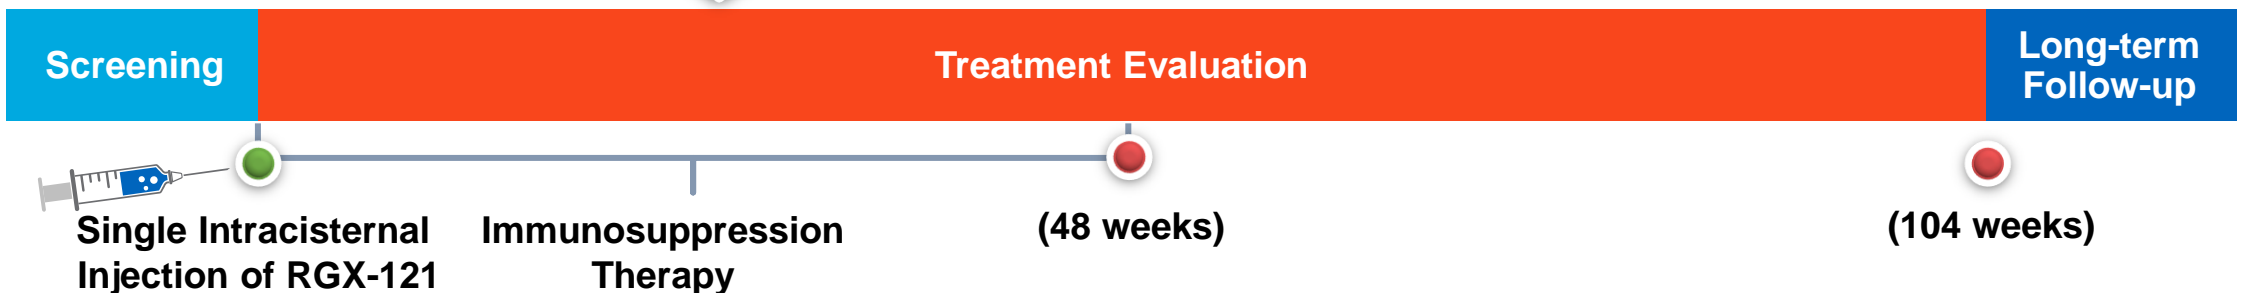 Screening
Treatment Evaluation
Long-term
Follow-up
Single Intracisternal
Injection of RGX-121
Immunosuppression
Therapy
(48 weeks)
(104 weeks)